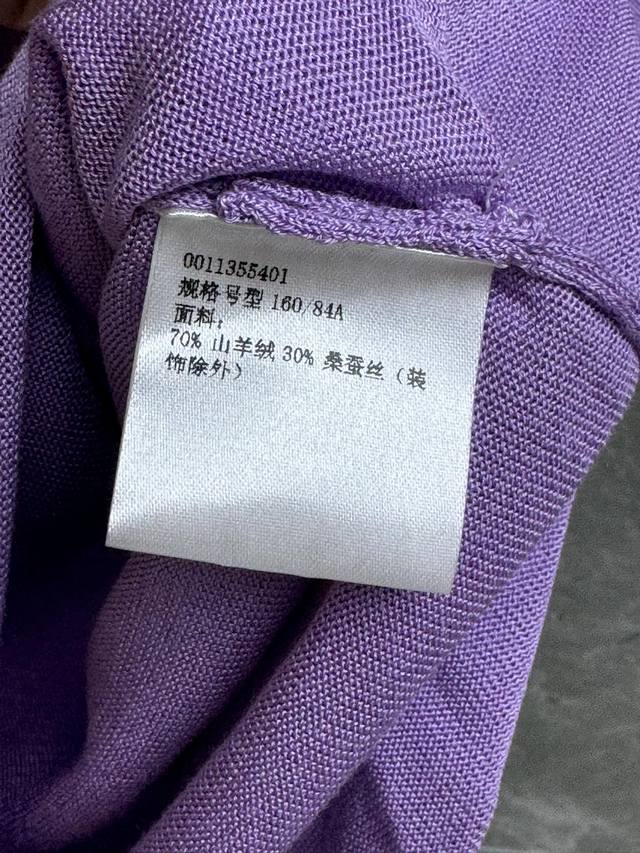 0011355401
规格号型 160/84A
面料：
70% 山羊绒 30% 桑蚕丝（装
饰除外）